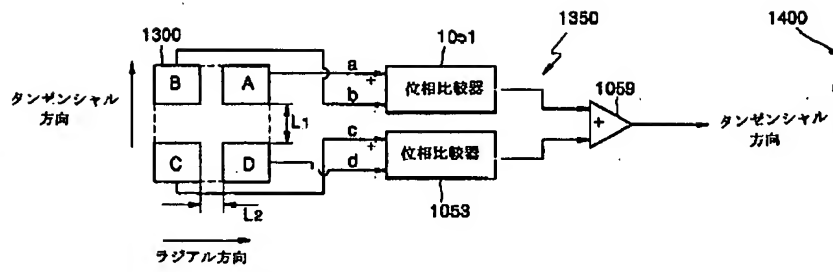 1300
1051
1350
1400
B
A
a
+
b
位相比較器
1059
タンゼンシャル
方向
L1
+
タンゼンシャル
方向
C
D
c
+
d
位相比較器
1053
L2
ラジアル方向